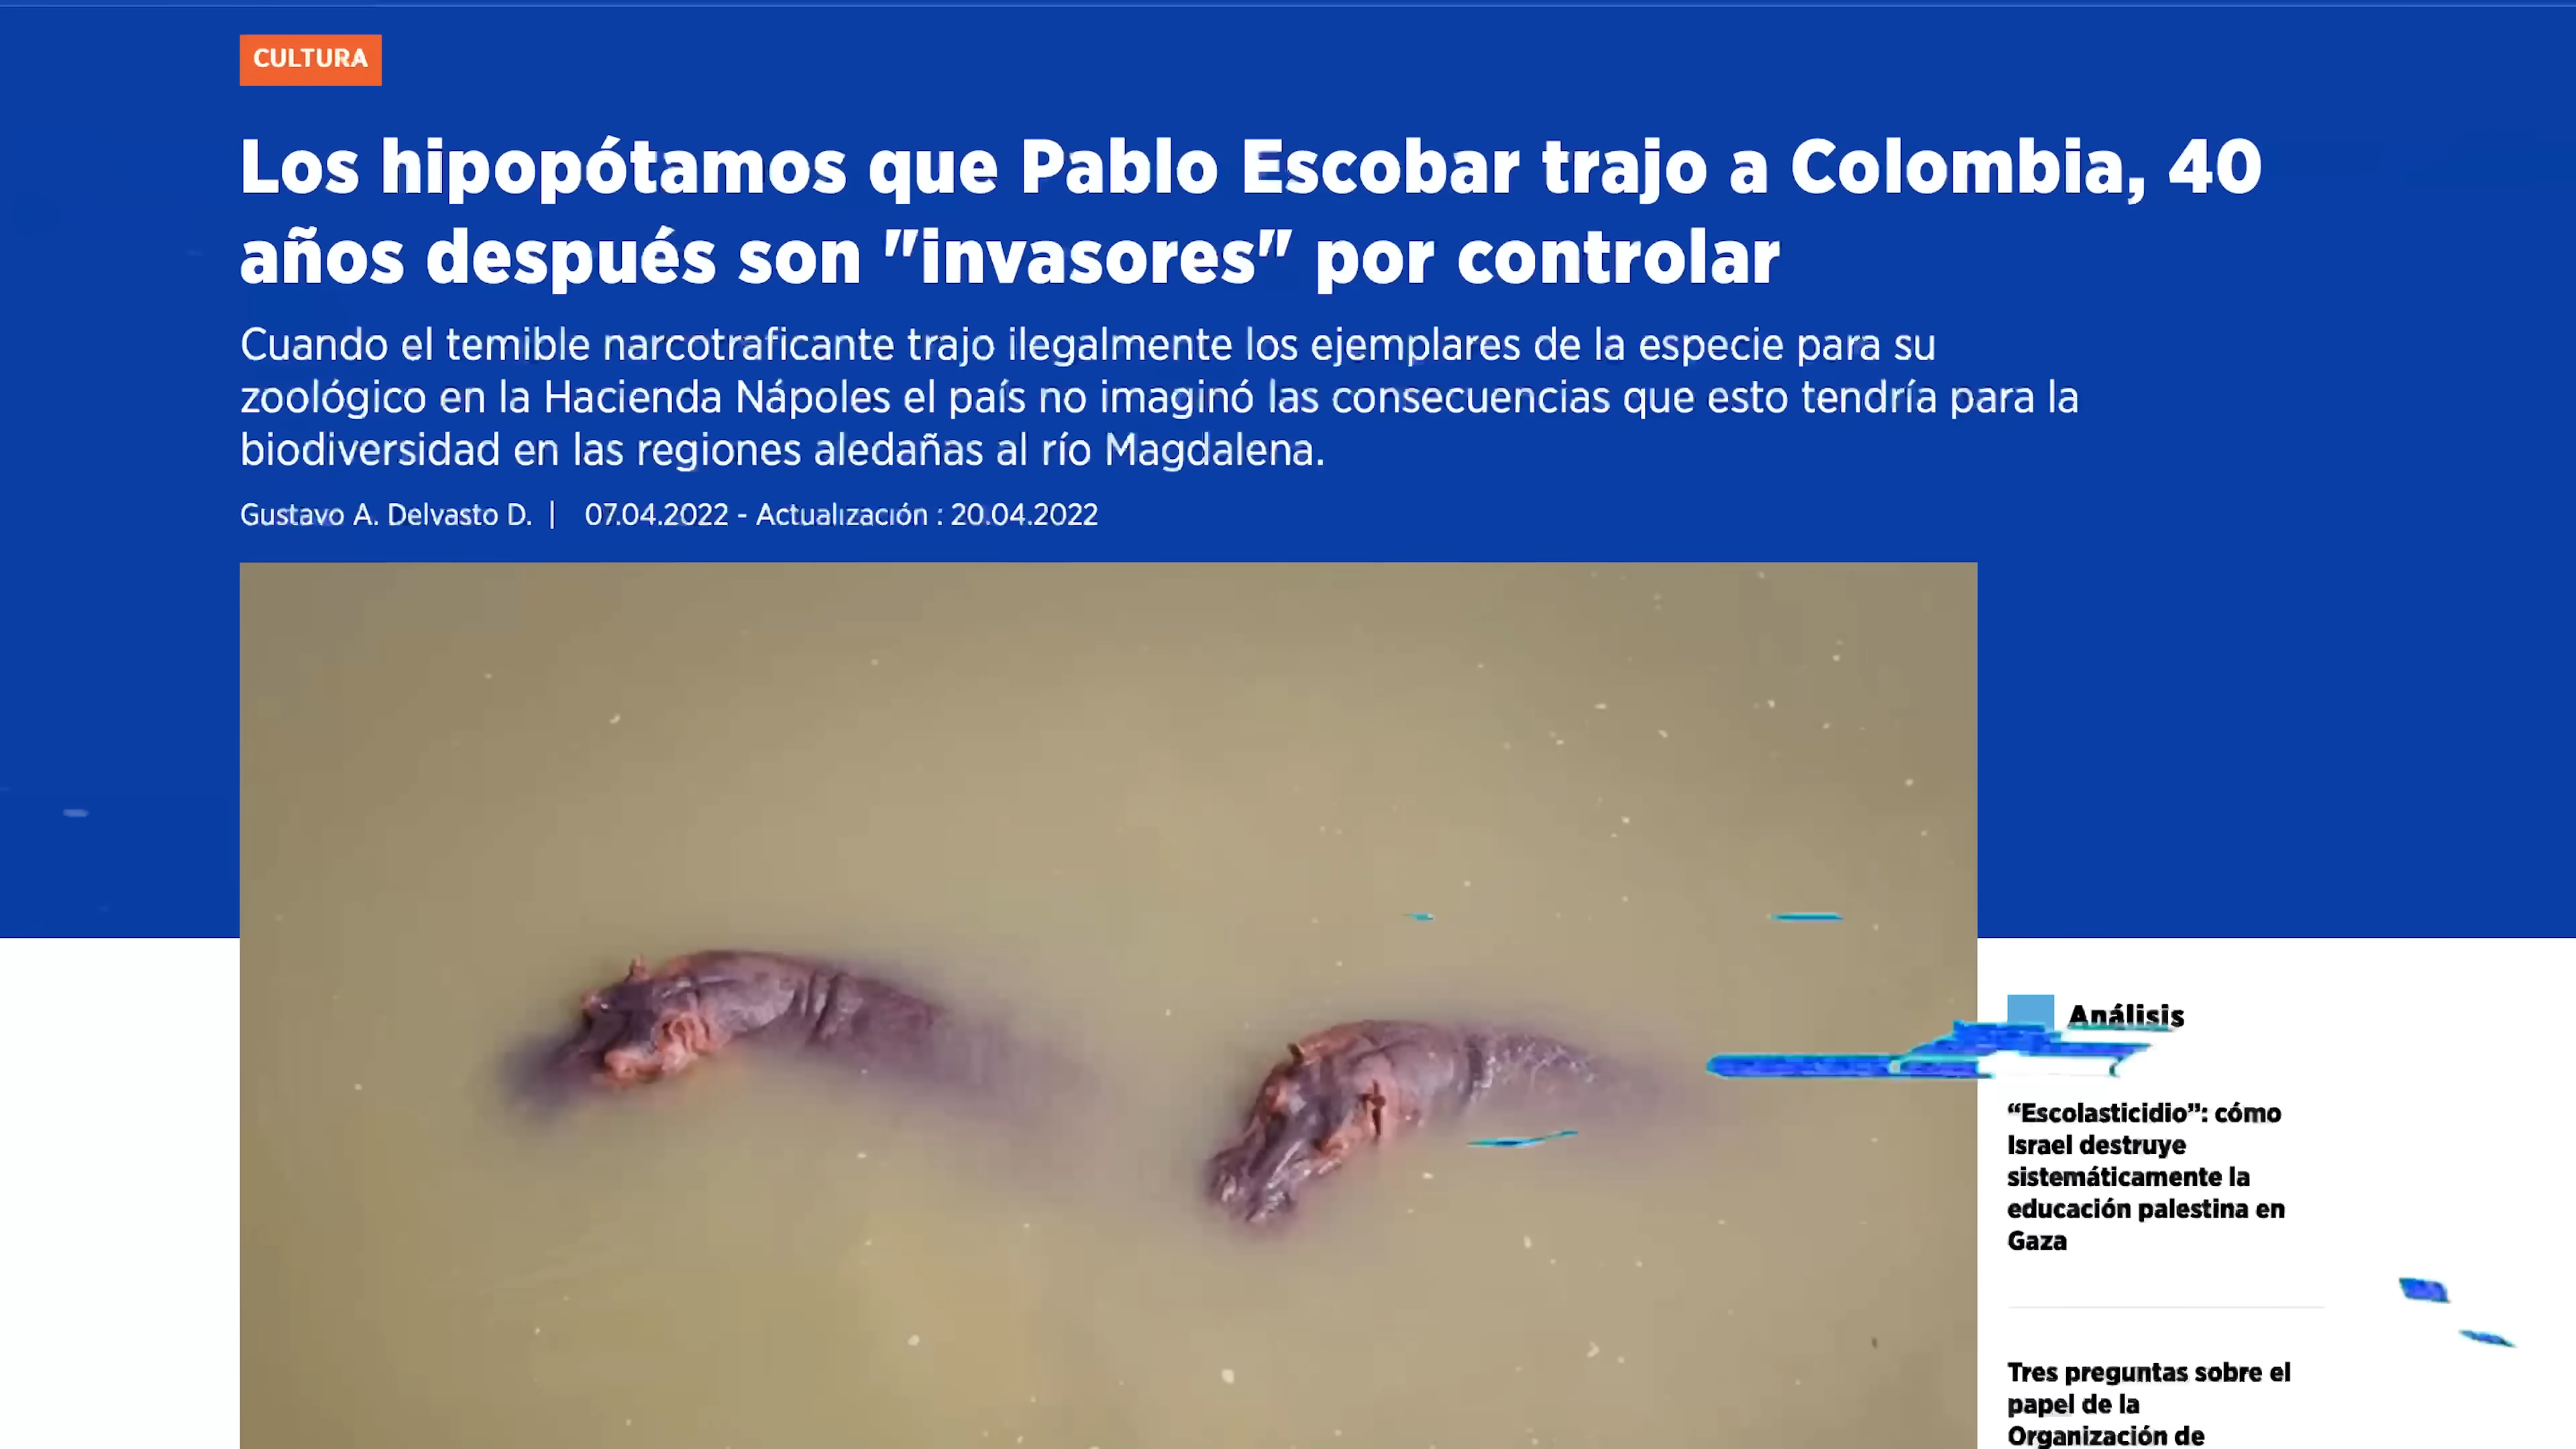 CULTURA
Los hipopótamos que Pablo Escobar trajo a Colombia, 40
años después son "invasores" por controlar
Cuando el temible narcotraficante trajo ilegalmente los ejemplares de la especie para su
zoológico en la Hacienda Nápoles el país no imaginó las consecuencias que esto tendría para la
biodiversidad en las regiones aledañas al río Magdalena.
Gustavo A. Delvasto D. | 07.04.2022 - Actualización : 20.04.2022
Análisis
“Escolasticidio”: cómo
Israel destruye
sistemáticamente la
educación palestina en
Gaza
Tres preguntas sobre el
papel de la
Organización de